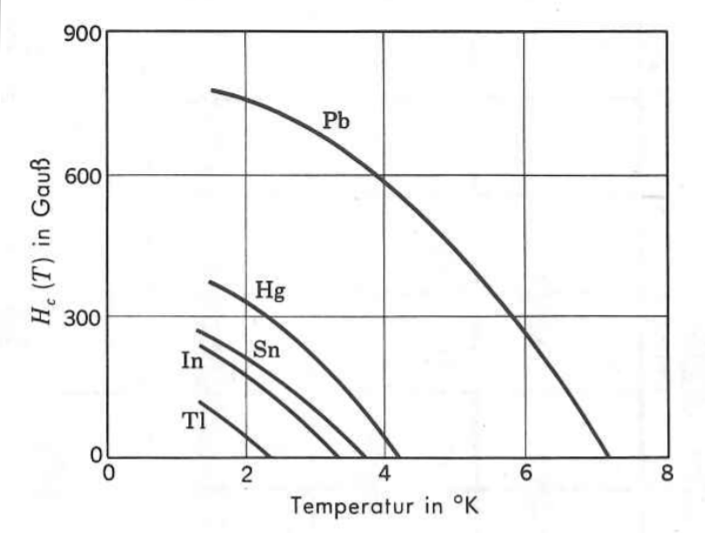 900
600
300
0
H_c (T) in Gauß
Pb
Hg
Sn
In
Tl
0 2 4 6 8
Temperatur in °K